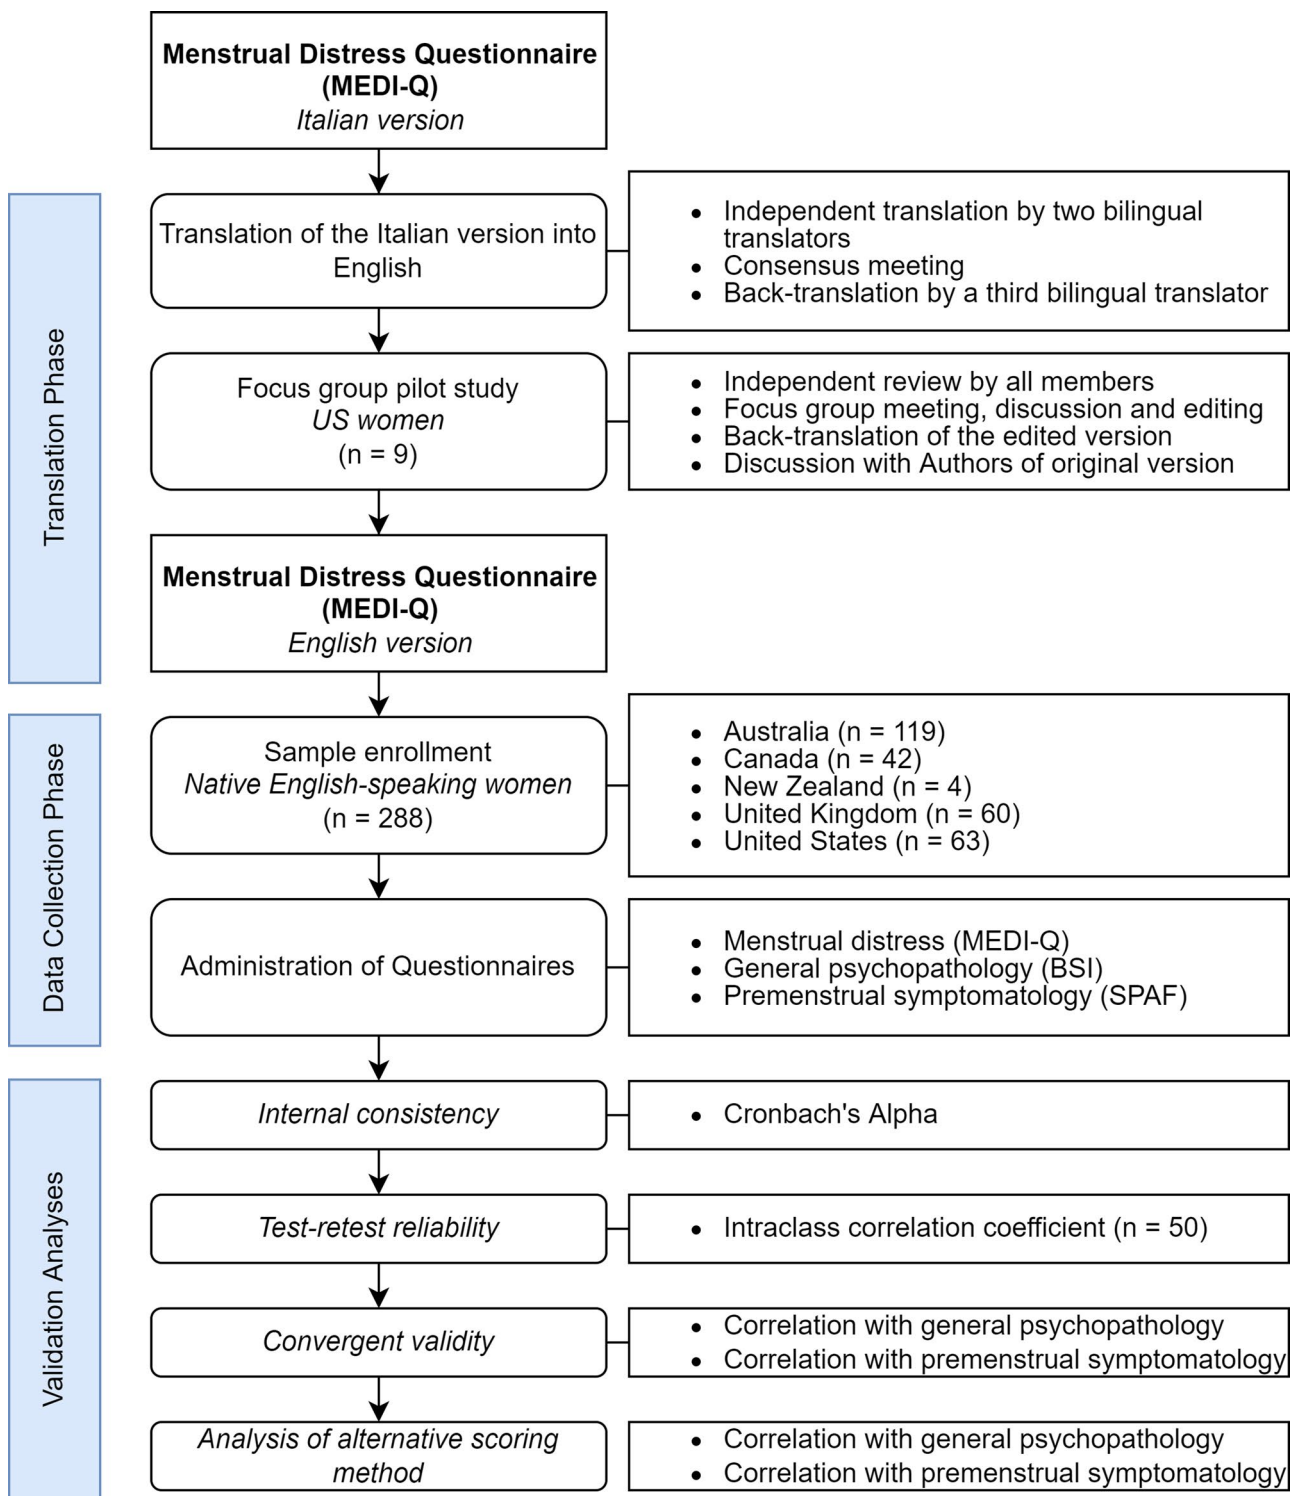 Menstrual Distress Questionnaire
(MEDI-Q)
Italian version
Translation Phase
Translation of the Italian version into
English
• Independent translation by two bilingual
translators
• Consensus meeting
• Back-translation by a third bilingual translator
Focus group pilot study
US women
(n = 9)
• Independent review by all members
• Focus group meeting, discussion and editing
• Back-translation of the edited version
• Discussion with Authors of original version
Menstrual Distress Questionnaire
(MEDI-Q)
English version
Data Collection Phase
Sample enrollment
Native English-speaking women
(n = 288)
• Australia (n = 119)
• Canada (n = 42)
• New Zealand (n = 4)
• United Kingdom (n = 60)
• United States (n = 63)
Administration of Questionnaires
• Menstrual distress (MEDI-Q)
• General psychopathology (BSI)
• Premenstrual symptomatology (SPAF)
Validation Analyses
Internal consistency
• Cronbach's Alpha
Test-retest reliability
• Intraclass correlation coefficient (n = 50)
Convergent validity
• Correlation with general psychopathology
• Correlation with premenstrual symptomatology
Analysis of alternative scoring
method
• Correlation with general psychopathology
• Correlation with premenstrual symptomatology